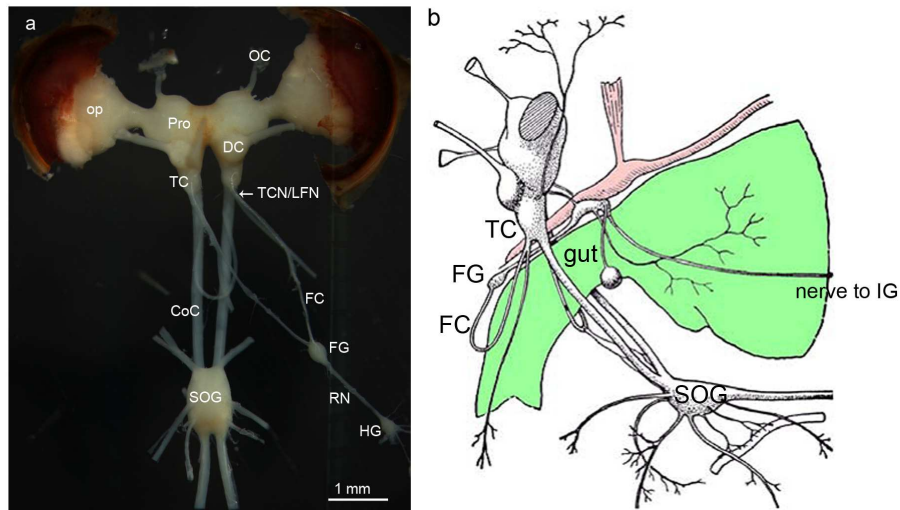 a
OC
op
Pro
DC
TC
← TCN/LFN
CoC
FC
FG
SOG
RN
HG
1 mm
b
TC
gut
FG
FC
nerve to IG
SOG